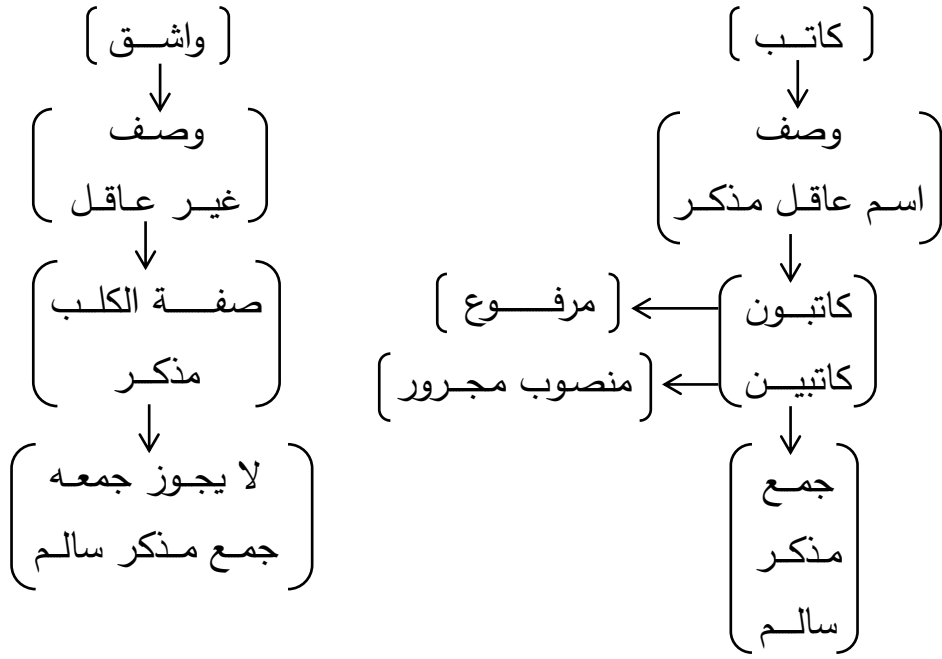 كاتب
وصف
اسم عاقل مذكر
كاتبون
مرفوع
كاتبين
منصوب مجرور
جمع
مذكر
سالم
واشق
وصف
غير عاقل
صفة الكلب
مذكر
لا يجوز جمعه
جمع مذكر سالم